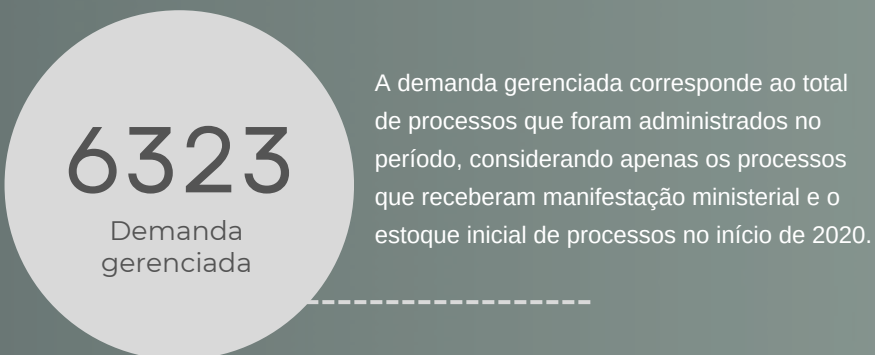 6323
Demanda
gerenciada
A demanda gerenciada corresponde ao total
de processos que foram administrados no
período, considerando apenas os processos
que receberam manifestação ministerial e o
estoque inicial de processos no início de 2020.